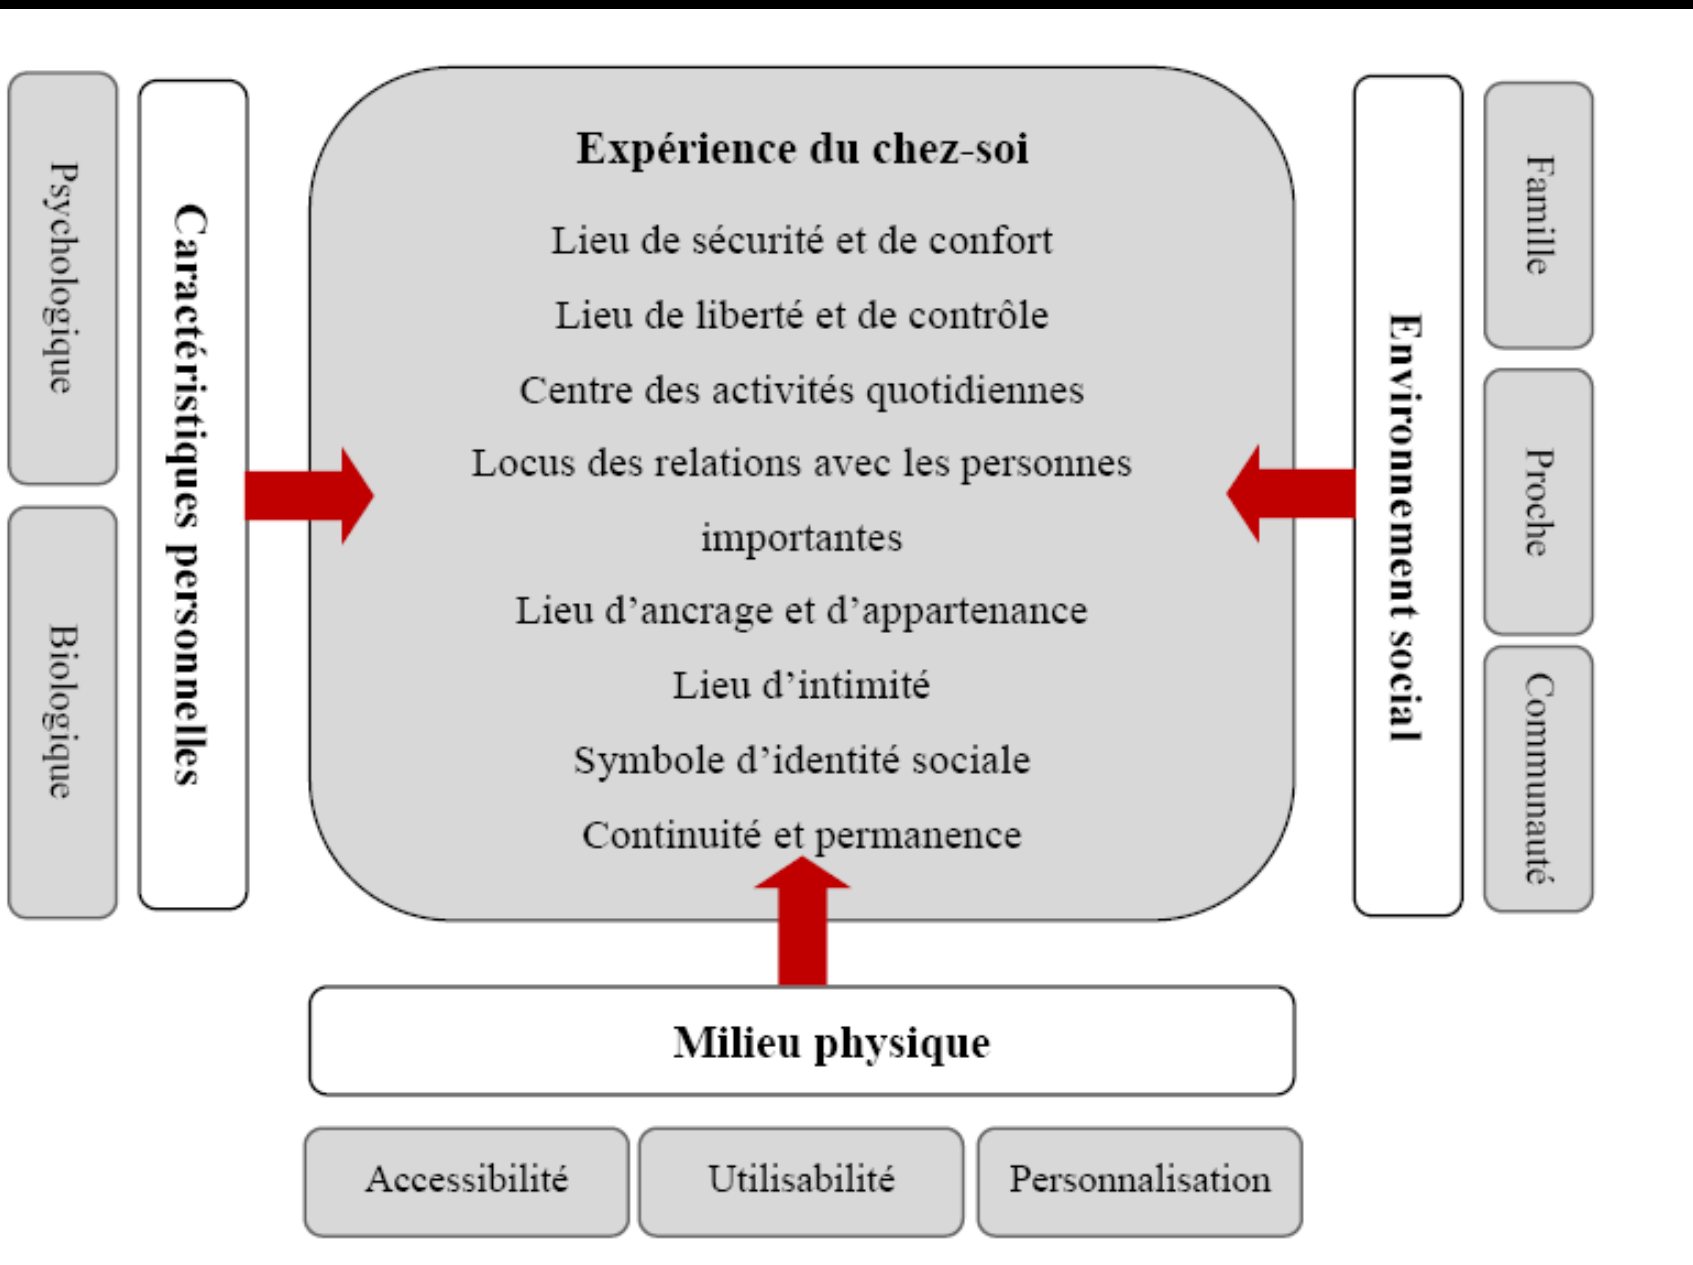 Psychologique
Biologique
Caractéristiques personnelles
Expérience du chez-soi
Lieu de sécurité et de confort
Lieu de liberté et de contrôle
Centre des activités quotidiennes
Locus des relations avec les personnes
importantes
Lieu d’ancrage et d’appartenance
Lieu d’intimité
Symbole d’identité sociale
Continuité et permanence
Environnement social
Famille
Proche
Communauté
Milieu physique
Accessibilité
Utilisabilité
Personnalisation